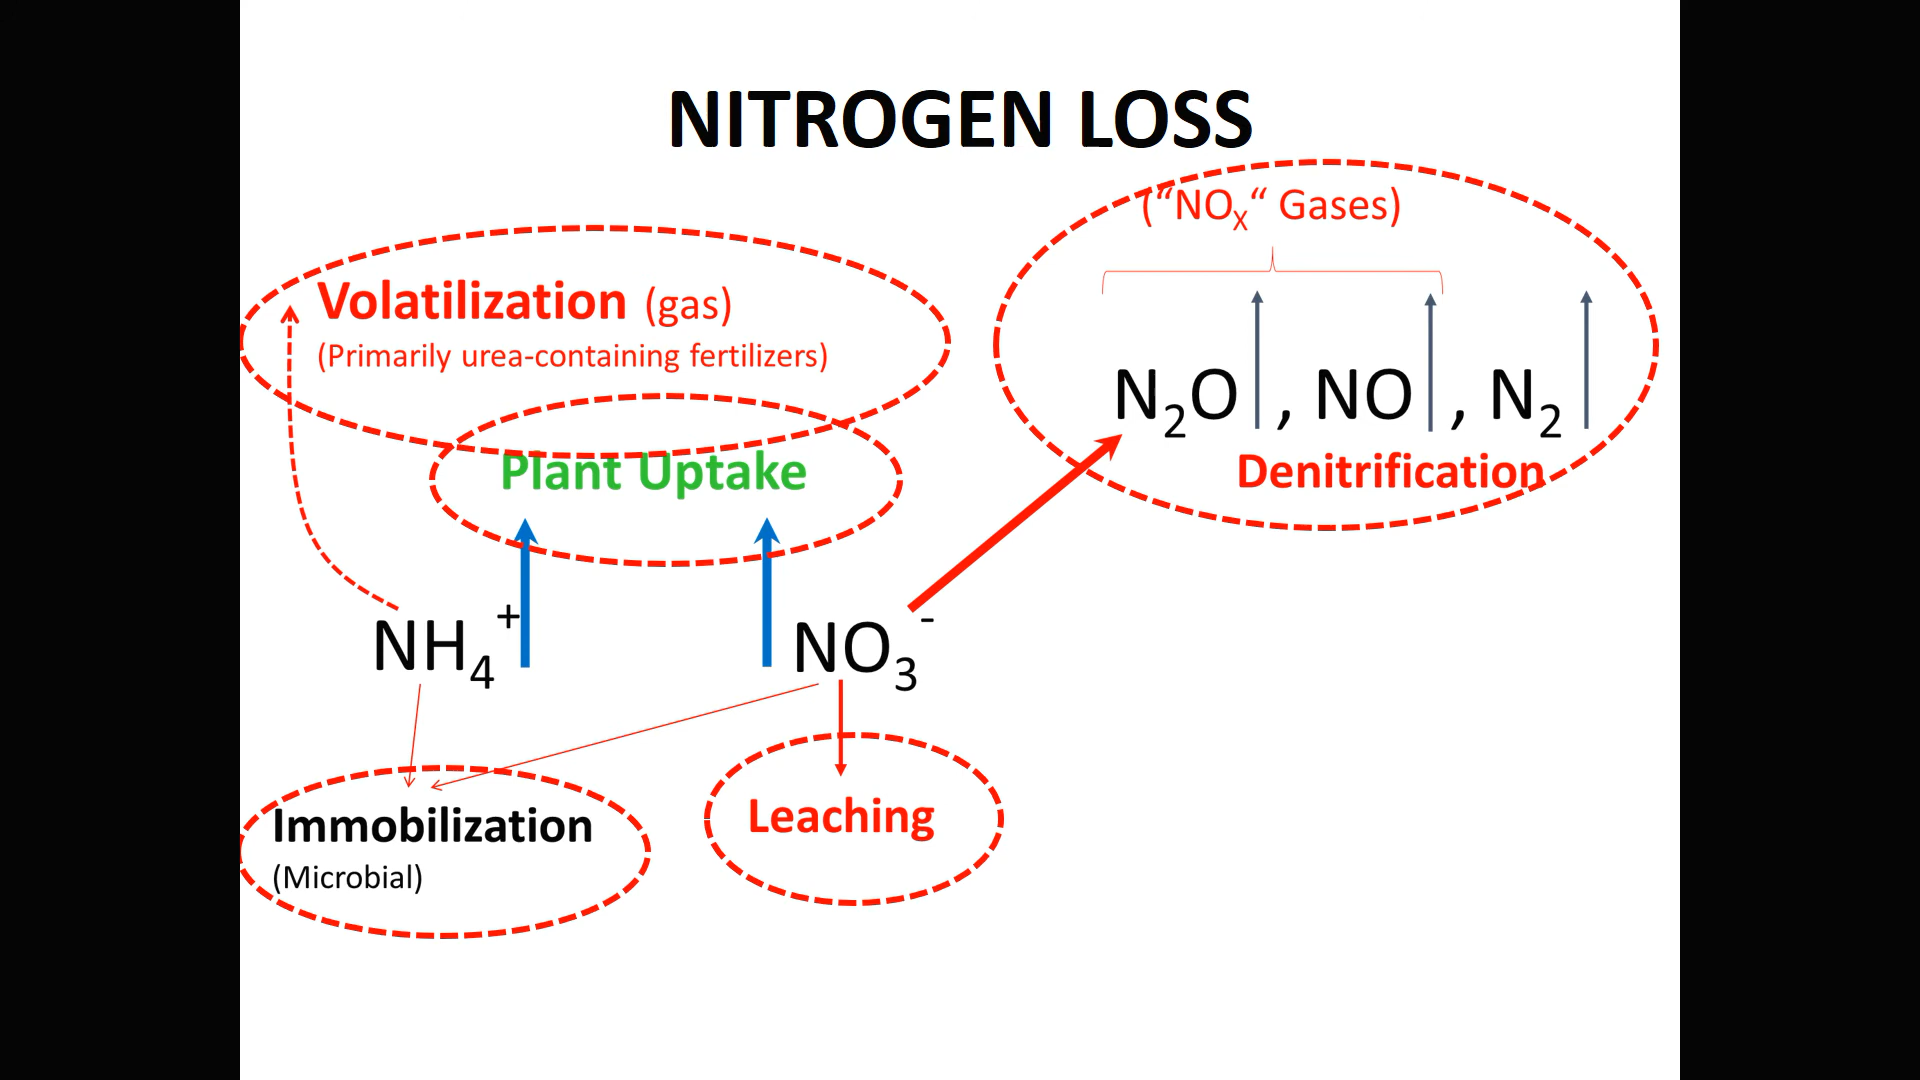 NITROGEN LOSS
(“NOₓ“ Gases)
Volatilization (gas)
(Primarily urea-containing fertilizers)
N₂O , NO , N₂
Denitrification
Plant Uptake
NH₄⁺
NO₃⁻
Immobilization
(Microbial)
Leaching